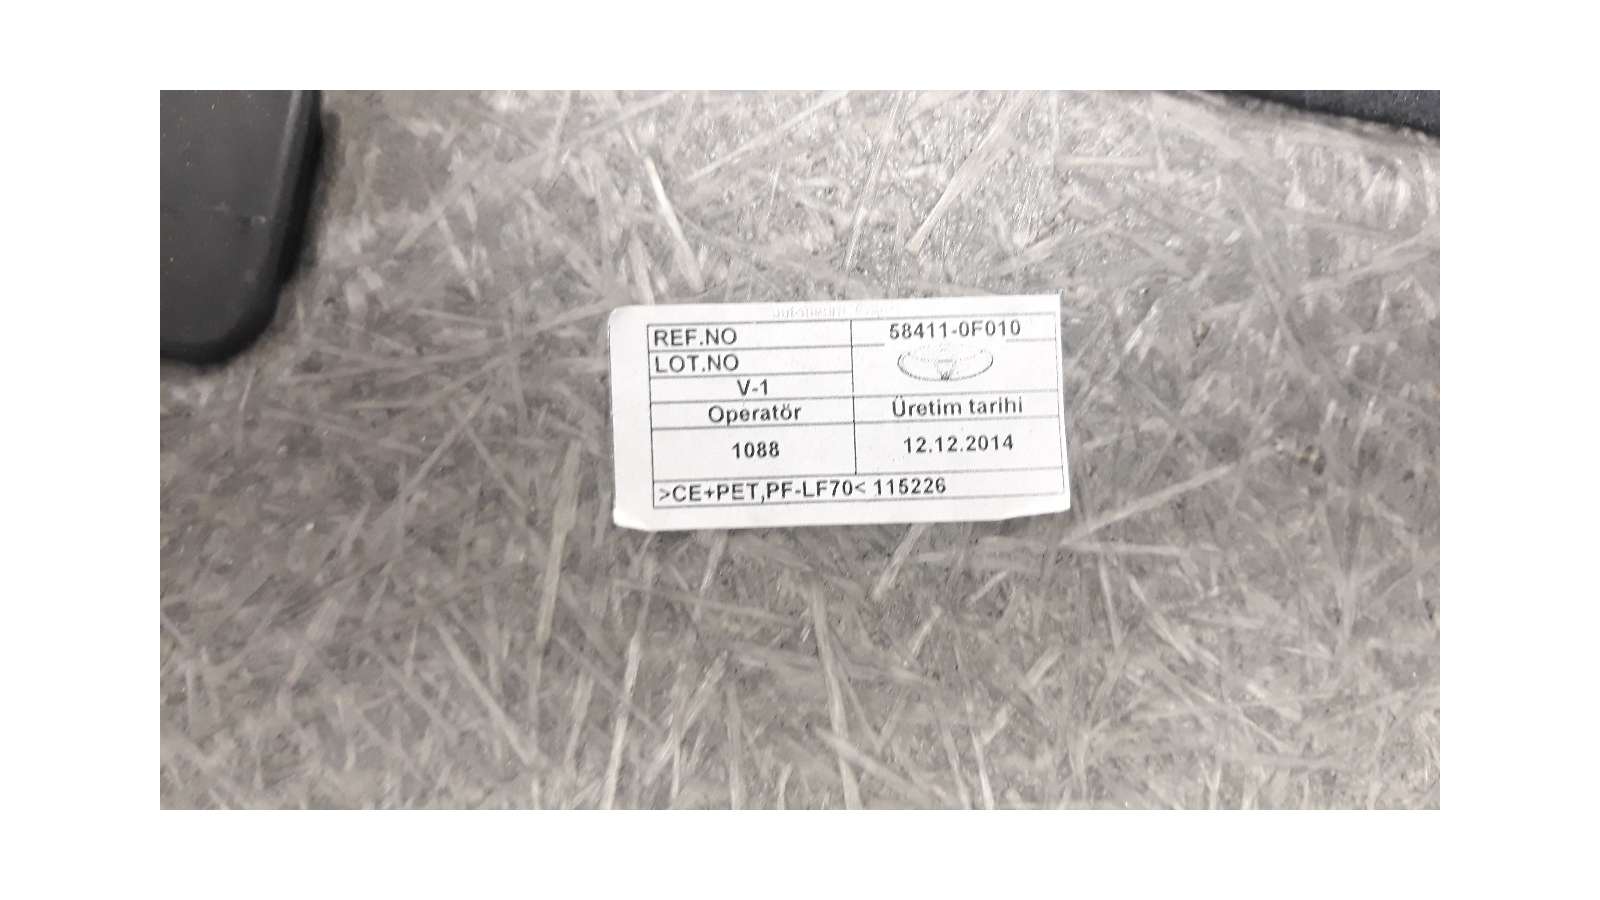 REF.NO 58411-0F010
LOT.NO
V-1
Operatör Üretim tarihi
1088 12.12.2014
>CE+PET,PF-LF70< 115226